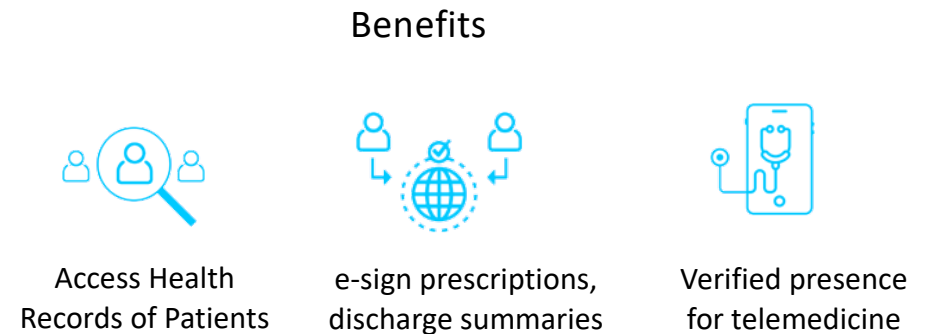 Benefits
Access Health
Records of Patients
e-sign prescriptions,
discharge summaries
Verified presence
for telemedicine